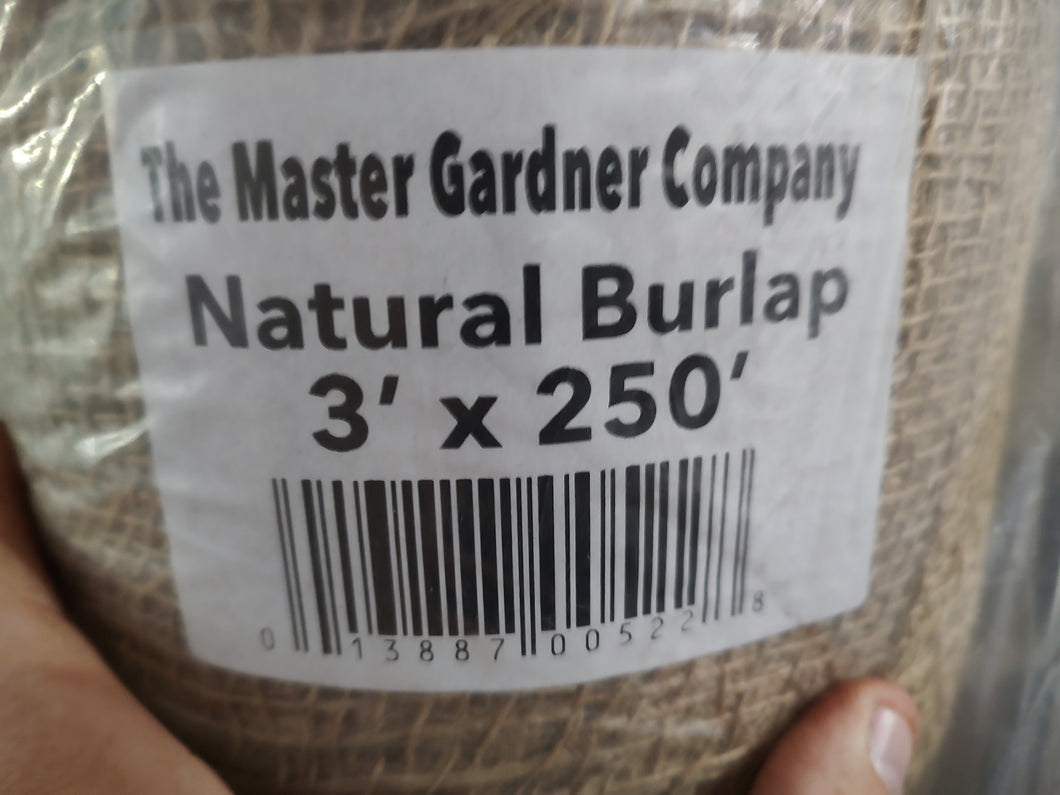 The Master Gardner Company
Natural Burlap
3' x 250'
0 13887 00522 8